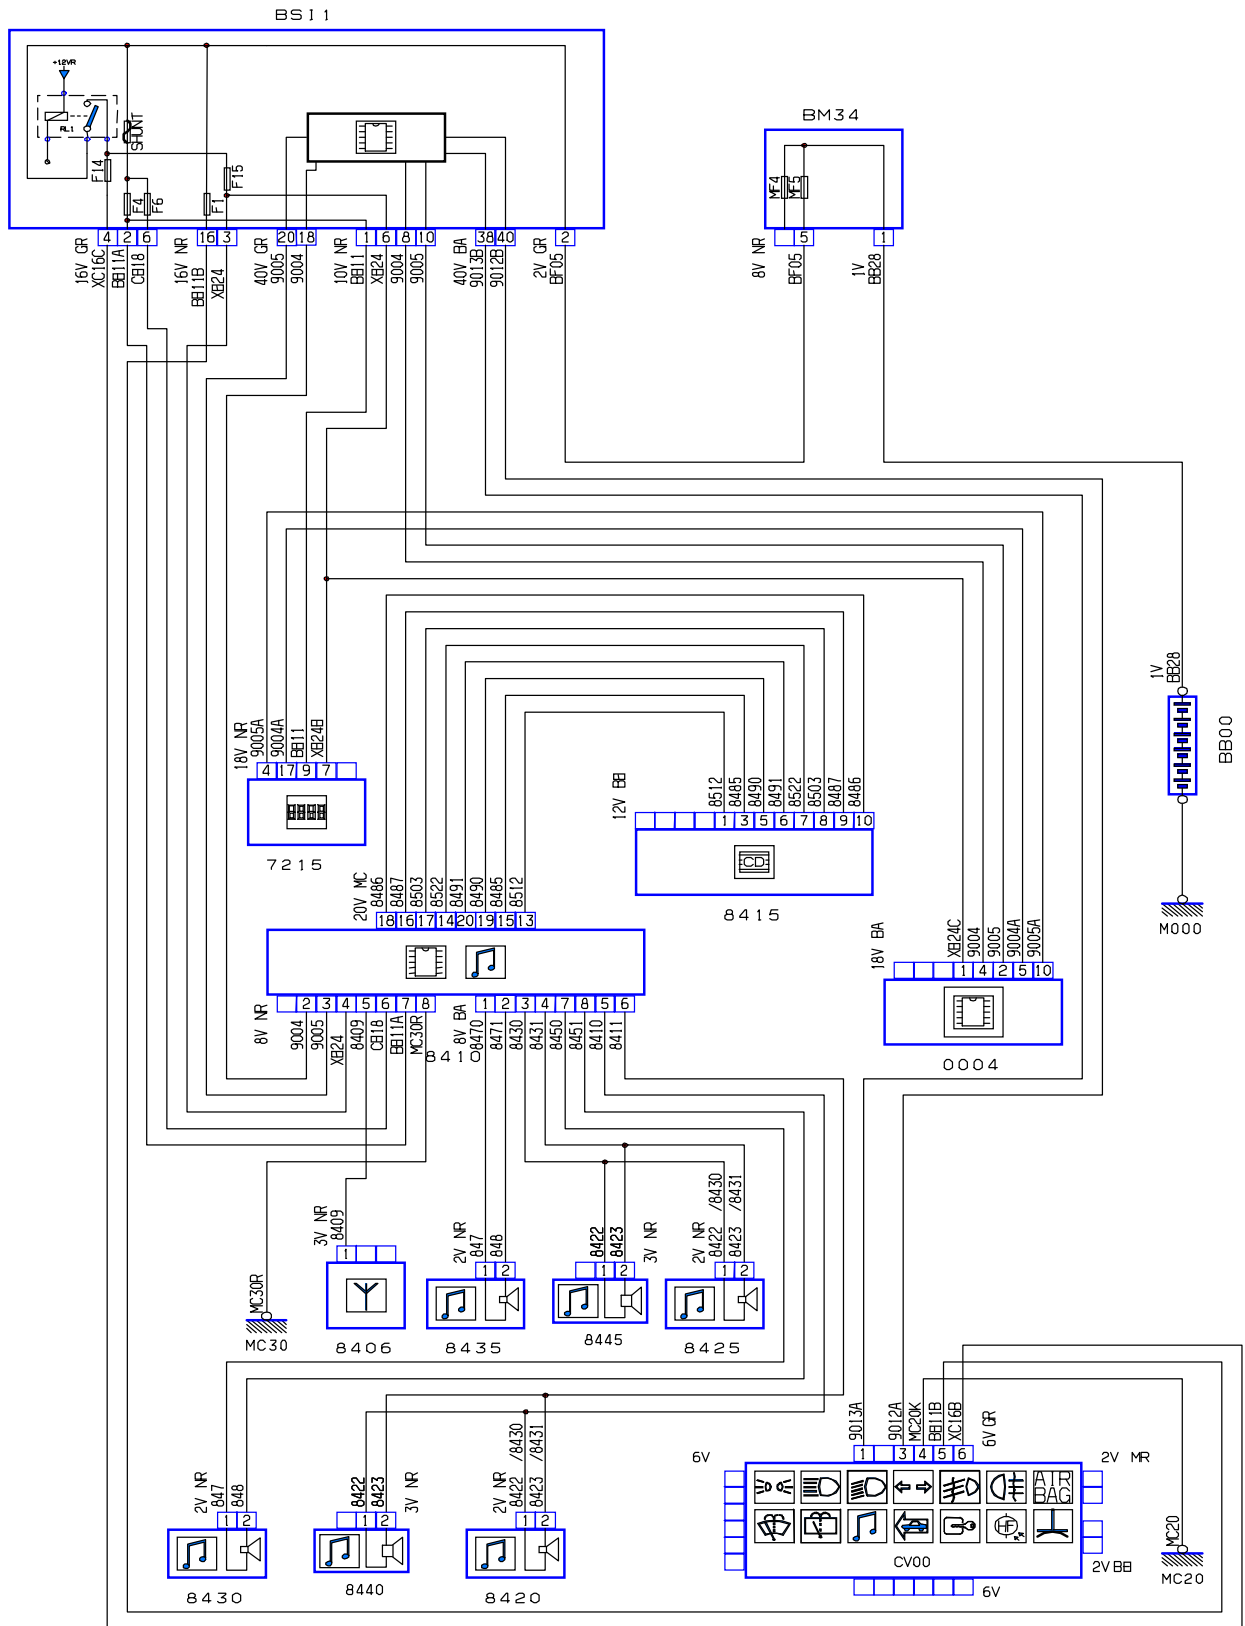 BSI1
+12VR
RL1
SHUNT
F14
F15
F4
F6
F1
4 2 6 16 3 20 18 1 6 8 10 38 40 2
16V GR
XC16C
BB11A
CB18
16V NR
BB11B
XB24
40V GR
9005
9004
10V NR
BB11
XB24
9004
9005
40V BA
9013B
9012B
2V GR
BF05
BM34
MF4
MF5
5 1
8V NR
BF05
1V
BB28
1V
BB28
BB00
M000
18V NR
9005A
9004A
BB11
XB24B
4 17 9 7
7215
12V BB
8512
8485
8490
8491
8522
8503
8487
8486
1 3 5 6 7 8 9 10
CD
8415
20V MC
8486
8487
8503
8522
8491
8490
8485
8512
18 16 17 14 20 19 15 13
2 3 4 5 6 7 8
1 2 3 4 7 8 5 6
8V NR
9004
9005
XB24
8409
CB18
BB11A
MC30R
8410
8V BA
8470
8471
8430
8431
8450
8451
8410
8411
18V BA
XB24C
9004
9005
9004A
9005A
1 4 2 5 10
0004
MC30R
MC30
3V NR
8409
1
8406
2V NR
847
848
1 2
8435
8422
8423
3V NR
1 2
8445
2V NR
8422 /8430
8423 /8431
1 2
8425
2V NR
847
848
1 2
8430
8422
8423
3V NR
1 2
8440
2V NR
8422 /8430
8423 /8431
1 2
8420
9013A
9012A
MC20K
BB11B
XC16B
6V GR
1 3 4 5 6
6V
2V MR
AIR
BAG
HF
CV00
2V BB
6V
MC20
MC20